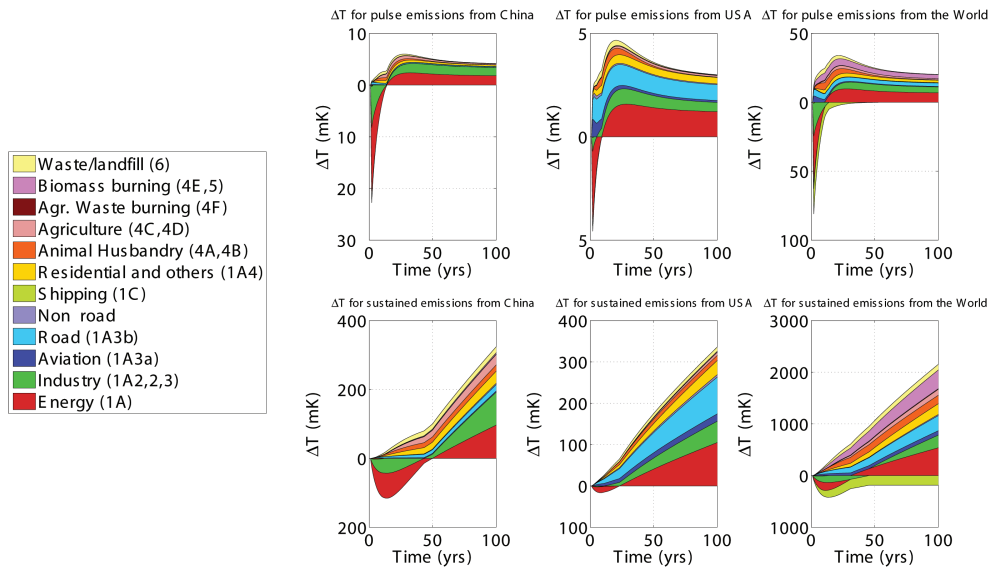 ΔT for pulse emissions from China
ΔT for pulse emissions from USA
ΔT for pulse emissions from the World
10
0
10
20
30
ΔT (mK)
0
50
100
Time (yrs)
5
0
5
ΔT (mK)
0
50
100
Time (yrs)
50
0
50
100
ΔT (mK)
0
50
100
Time (yrs)
Waste/landfill (6)
Biomass burning (4E,5)
Agr. Waste burning (4F)
Agriculture (4C,4D)
Animal Husbandry (4A,4B)
Residential and others (1A4)
Shipping (1C)
Non road
Road (1A3b)
Aviation (1A3a)
Industry (1A2,2,3)
Energy (1A)
ΔT for sustained emissions from China
ΔT for sustained emissions from USA
ΔT for sustained emissions from the World
400
200
0
200
ΔT (mK)
0
50
100
Time (yrs)
400
300
200
100
0
100
ΔT (mK)
0
50
100
Time (yrs)
3000
2000
1000
0
1000
ΔT (mK)
0
50
100
Time (yrs)